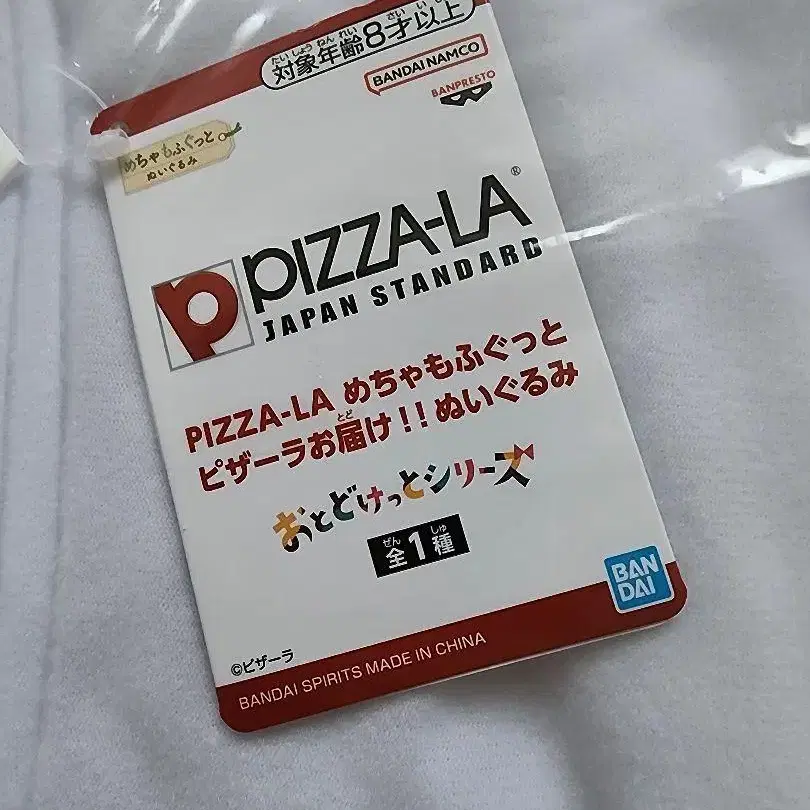 対象年齢8才以上
BANDAI NAMCO
BANPRESTO
めちゃもふぐっと
ぬいぐるみ
PIZZA-LA®
JAPAN STANDARD
PIZZA-LA めちゃもふぐっと
ピザーラお届け!!ぬいぐるみ
おとどけっとシリーズ
全1種
BAN
DAI
©ピザーラ
BANDAI SPIRITS MADE IN CHINA